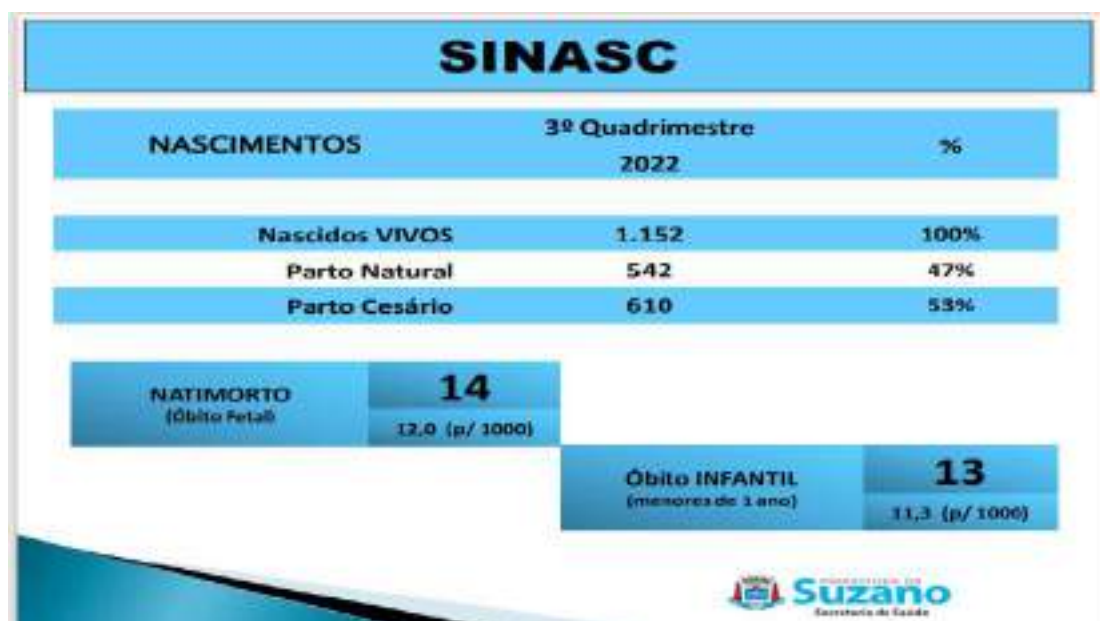 SINASC
NASCIMENTOS 3º Quadrimestre 2022 %
Nascidos VIVOS 1.152 100%
Parto Natural 542 47%
Parto Cesário 610 53%
NATIMORTO 14
(Óbito Fetal) 12,0 (p/ 1000)
Óbito INFANTIL 13
(menores de 1 ano) 11,3 (p/ 1000)
PREFEITURA DE
Suzano
Secretaria de Saúde